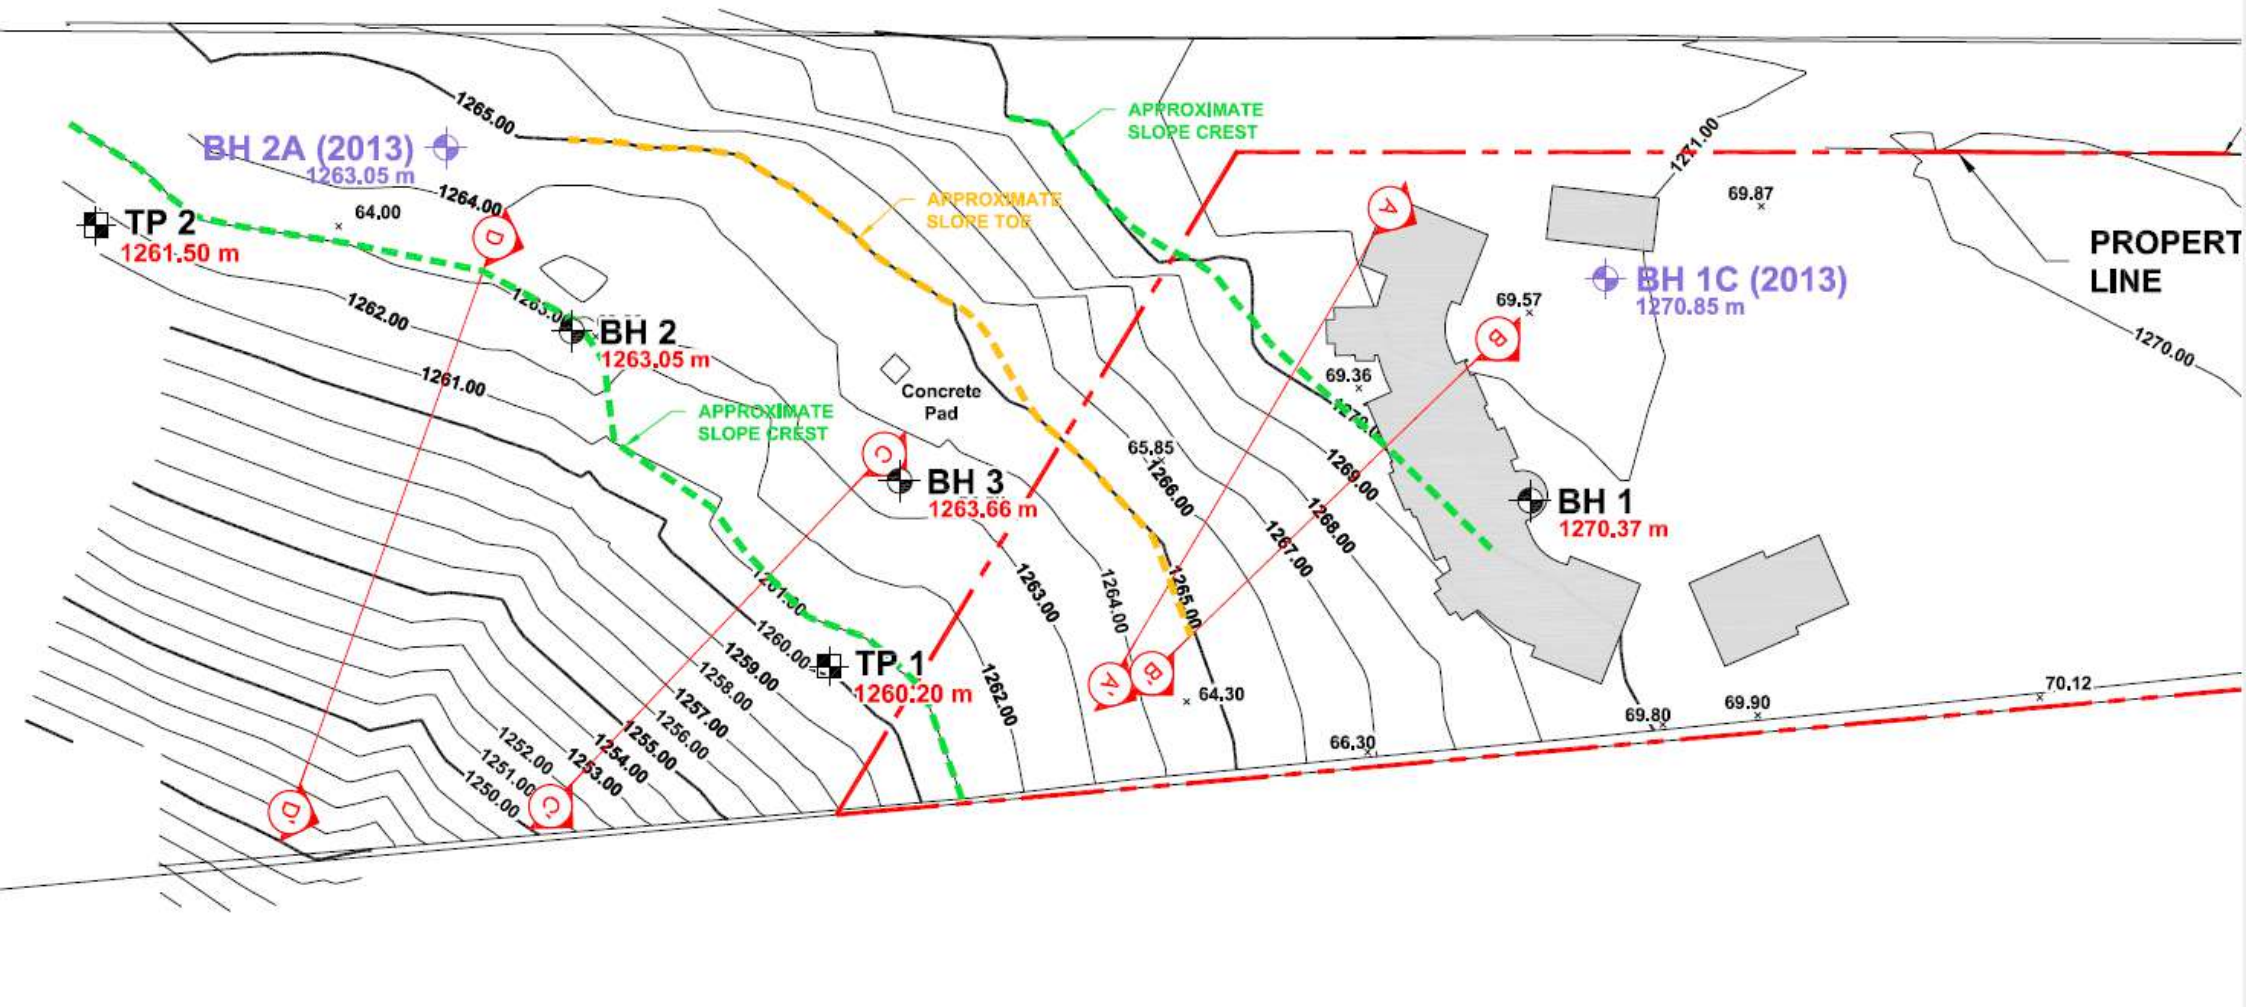 1265.00
APPROXIMATE
SLOPE CREST
1271.00
BH 2A (2013)
1263.05 m
1264.00
64.00
TP 2
1261.50 m
D
APPROXIMATE
SLOPE TOE
A
69.87
PROPERT
LINE
BH 1C (2013)
1270.85 m
69.57
B
1270.00
1262.00
1263.0
BH 2
1263.05 m
1261.00
Concrete
Pad
69.36
1270.0
APPROXIMATE
SLOPE CREST
C
BH 3
1263.66 m
65.85
1266.00
1269.00
1268.00
1267.00
BH 1
1270.37 m
1263.00
1264.00
1265.00
1261.00
1260.00
1259.00
1258.00
1257.00
1256.00
1255.00
1254.00
1253.00
1252.00
1251.00
1250.00
TP 1
1260.20 m
1262.00
A'
B'
64.30
66.30
69.80
69.90
70.12
D'
C'